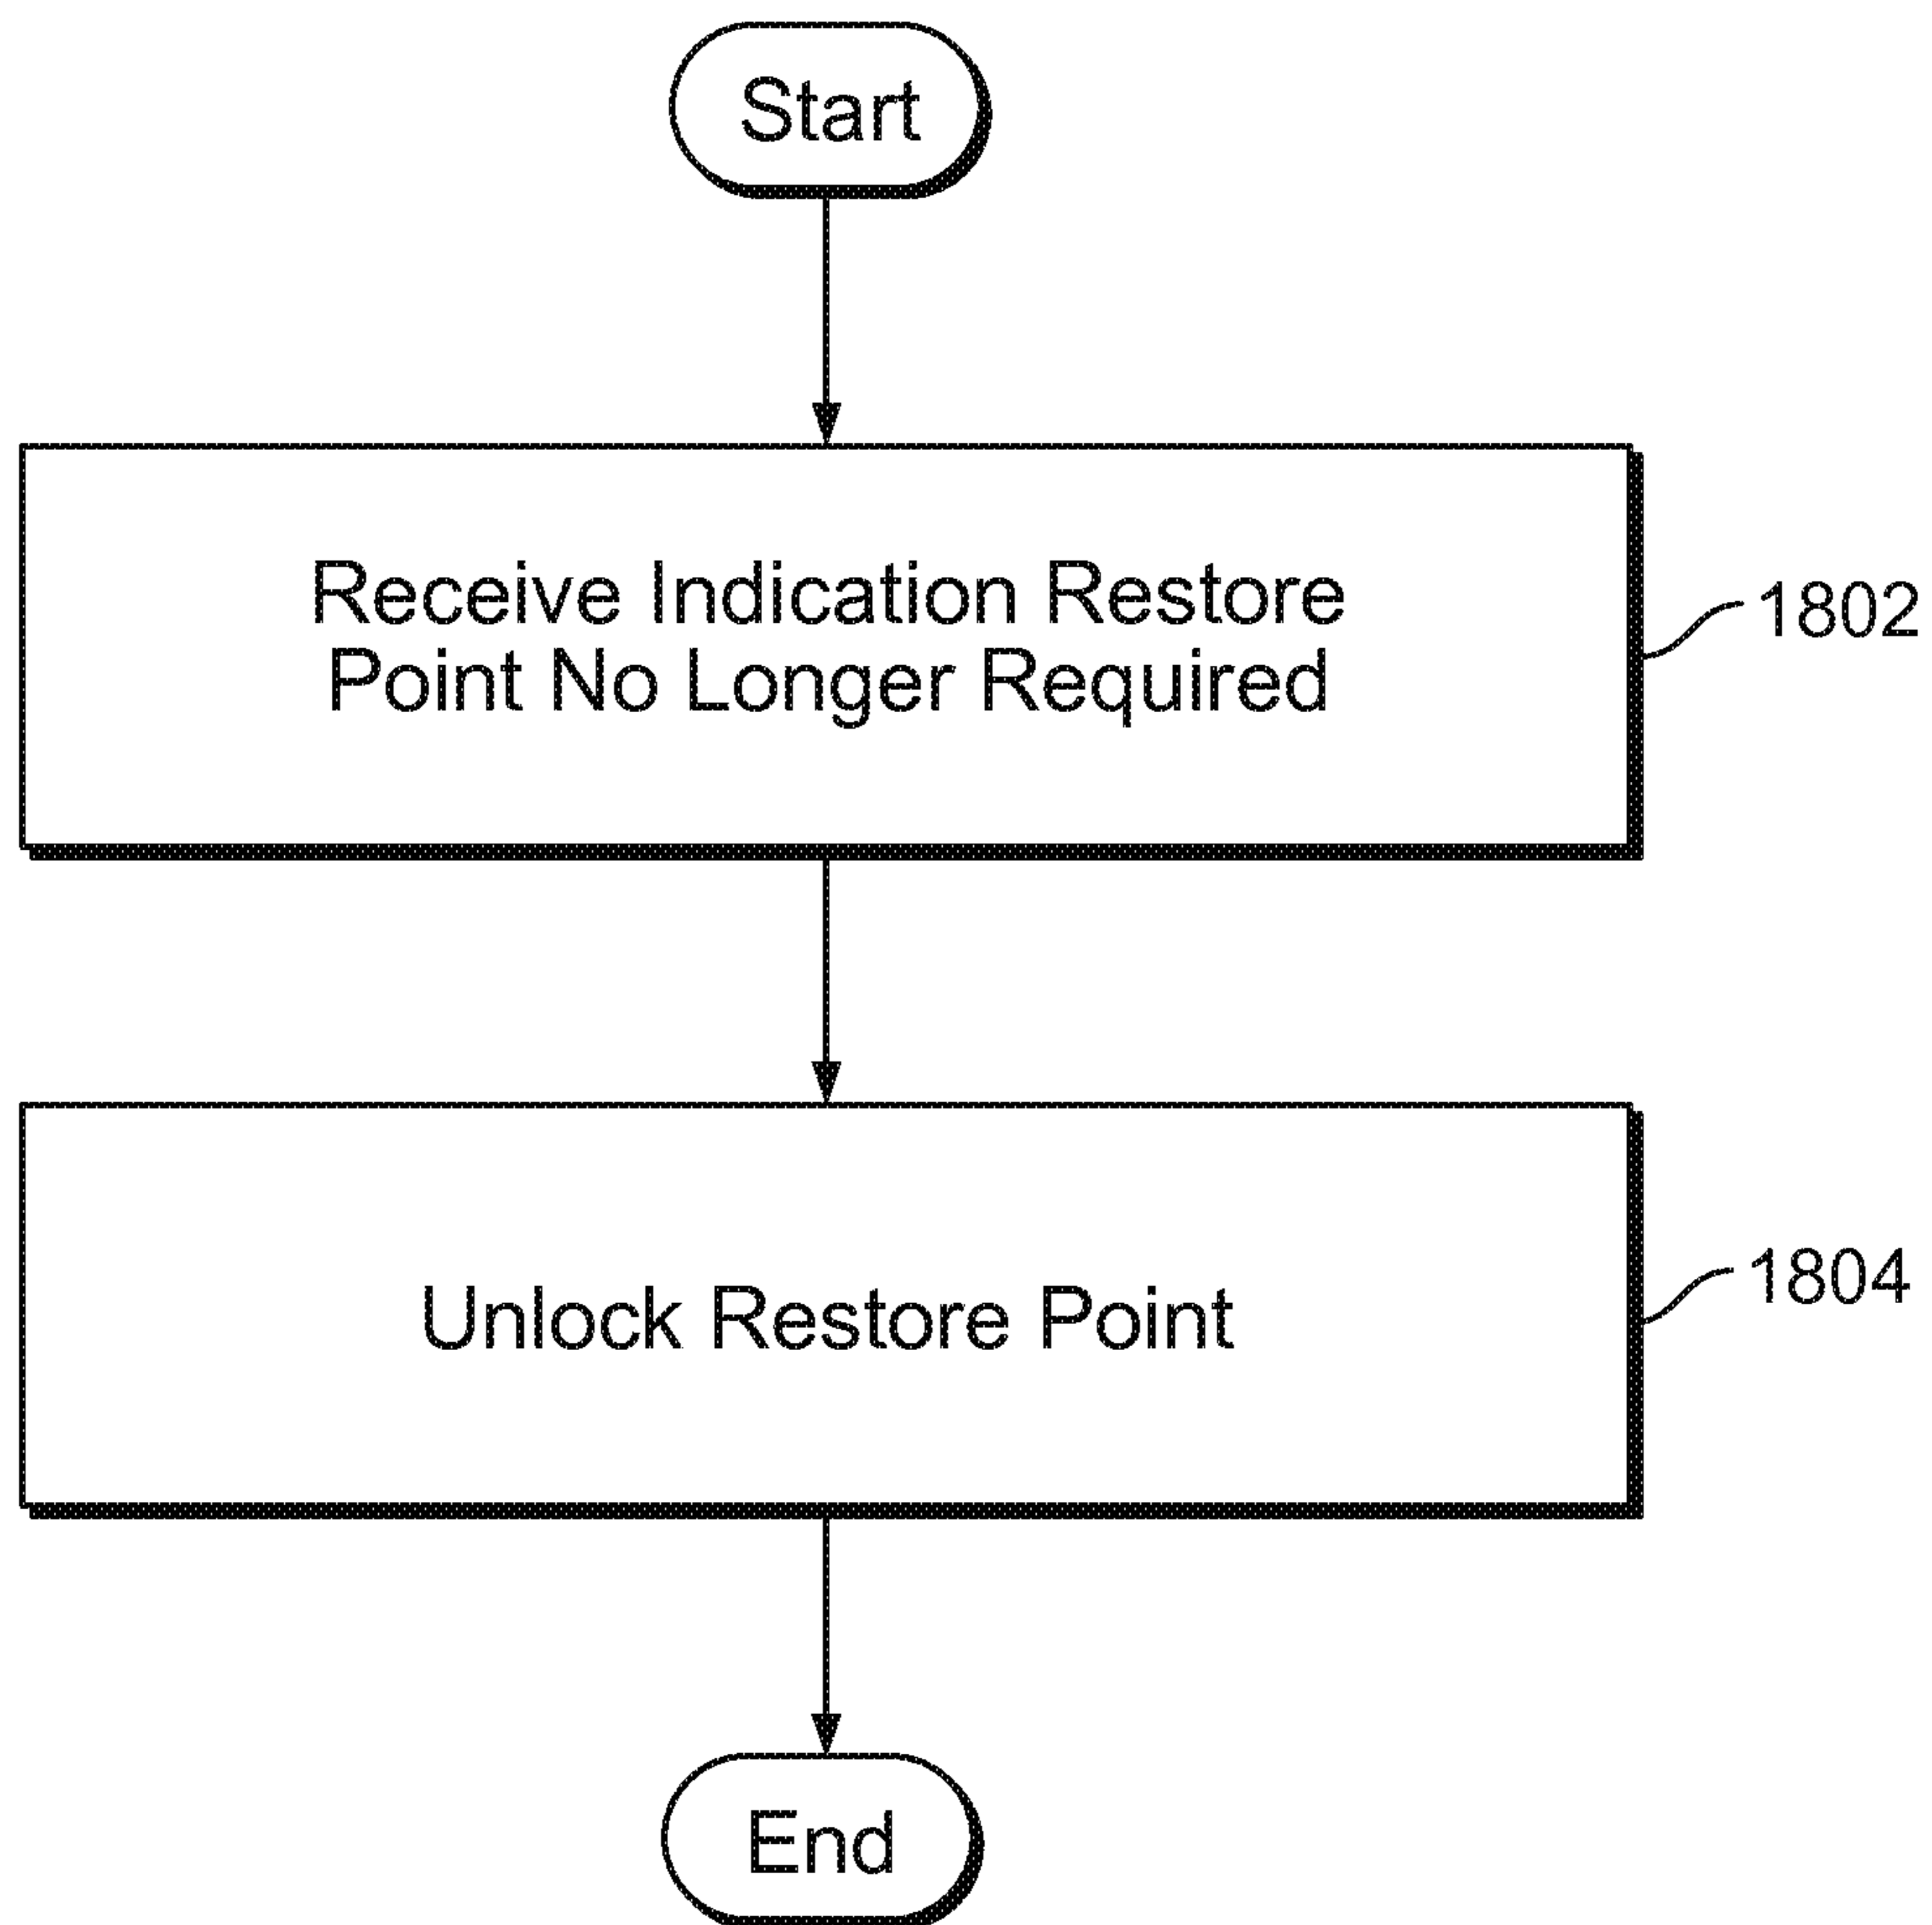 Start
Receive Indication Restore
Point No Longer Required
1802
Unlock Restore Point
1804
End